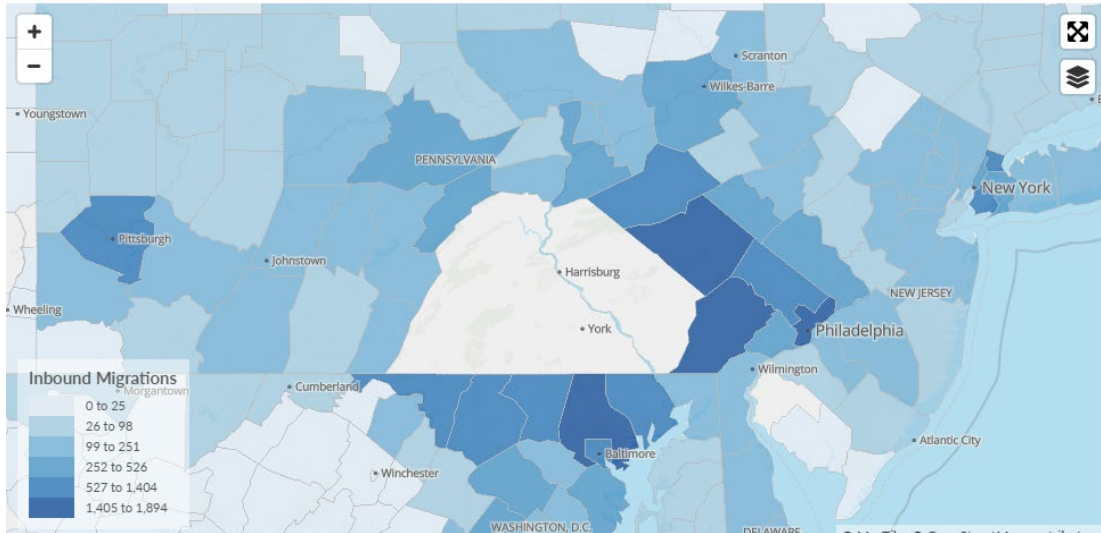 +
−
Scranton
Wilkes-Barre
Youngstown
PENNSYLVANIA
New York
Pittsburgh
Johnstown
Harrisburg
NEW JERSEY
Wheeling
York
Philadelphia
Wilmington
Inbound Migrations
Morgantown
Cumberland
0 to 25
26 to 98
99 to 251
252 to 526
527 to 1,404
1,405 to 1,894
Atlantic City
Baltimore
Winchester
WASHINGTON, D.C.
DELAWARE